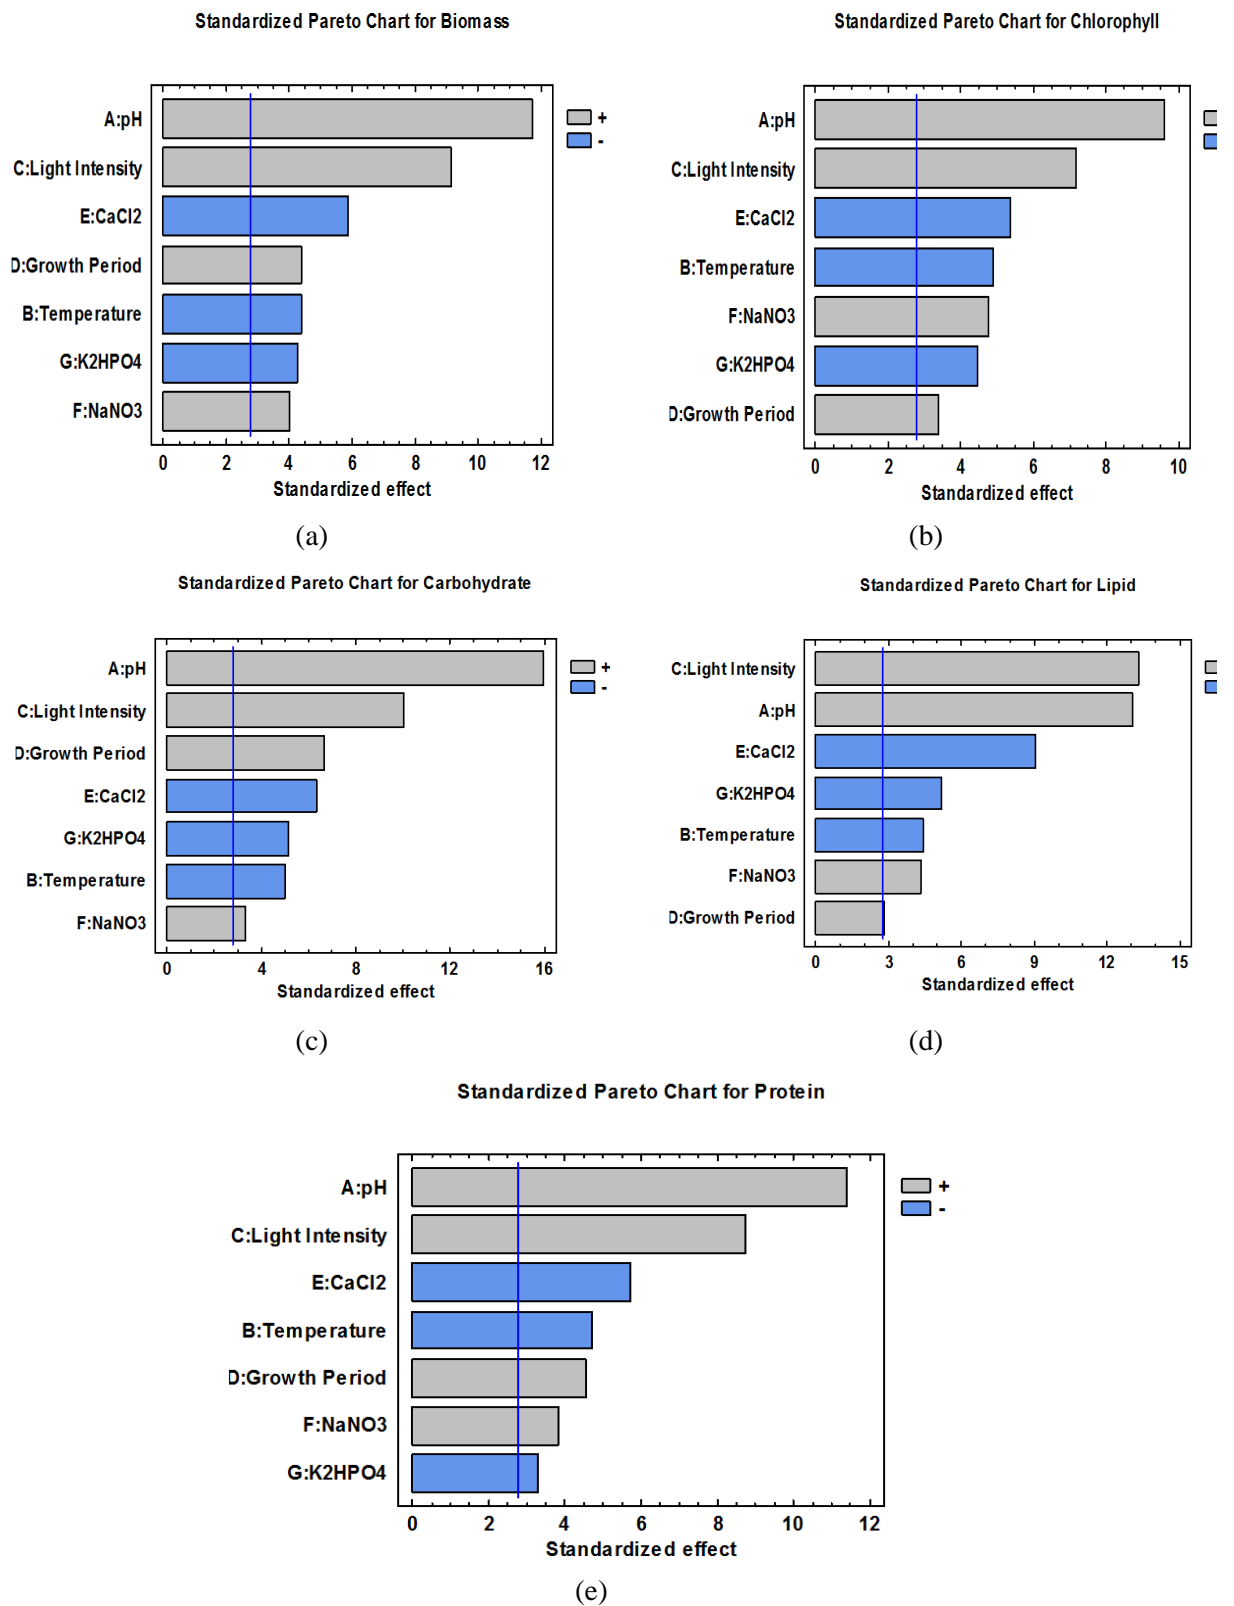 Standardized Pareto Chart for Biomass
A:pH
C:Light Intensity
E:CaCl2
D:Growth Period
B:Temperature
G:K2HPO4
F:NaNO3
+
-
0 2 4 6 8 10 12
Standardized effect
(a)
Standardized Pareto Chart for Chlorophyll
A:pH
C:Light Intensity
E:CaCl2
B:Temperature
F:NaNO3
G:K2HPO4
D:Growth Period
0 2 4 6 8 10
Standardized effect
(b)
Standardized Pareto Chart for Carbohydrate
A:pH
C:Light Intensity
D:Growth Period
E:CaCl2
G:K2HPO4
B:Temperature
F:NaNO3
+
-
0 4 8 12 16
Standardized effect
(c)
Standardized Pareto Chart for Lipid
C:Light Intensity
A:pH
E:CaCl2
G:K2HPO4
B:Temperature
F:NaNO3
D:Growth Period
0 3 6 9 12 15
Standardized effect
(d)
Standardized Pareto Chart for Protein
A:pH
C:Light Intensity
E:CaCl2
B:Temperature
D:Growth Period
F:NaNO3
G:K2HPO4
+
-
0 2 4 6 8 10 12
Standardized effect
(e)